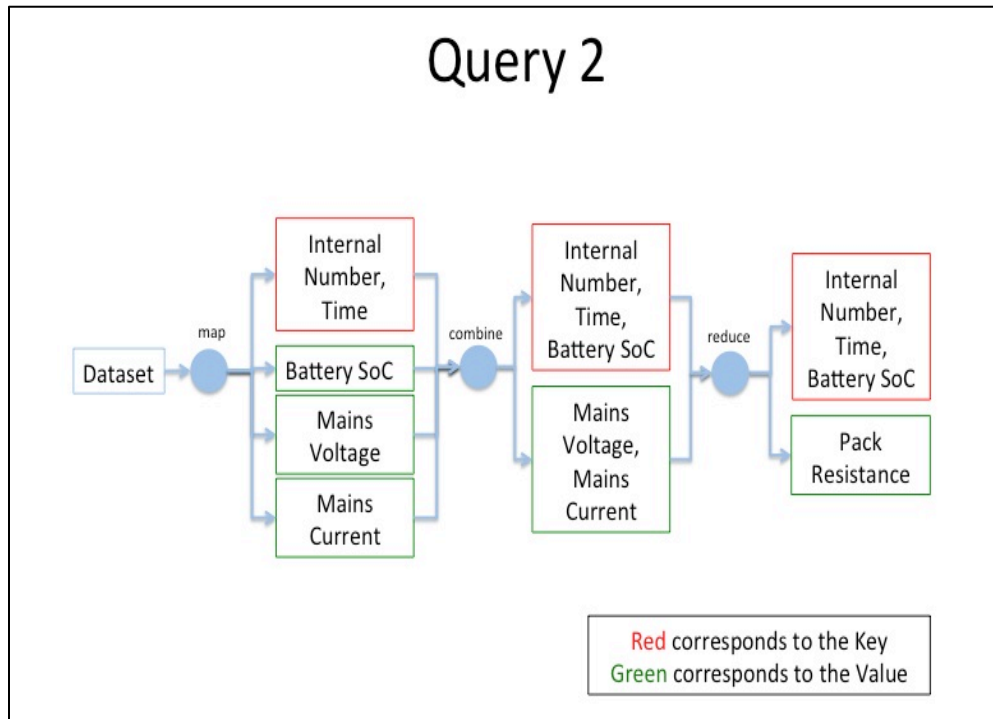 Query 2
Dataset
map
Internal
Number,
Time
Battery SoC
Mains
Voltage
Mains
Current
combine
Internal
Number,
Time,
Battery SoC
Mains
Voltage,
Mains
Current
reduce
Internal
Number,
Time,
Battery SoC
Pack
Resistance
Red corresponds to the Key
Green corresponds to the Value